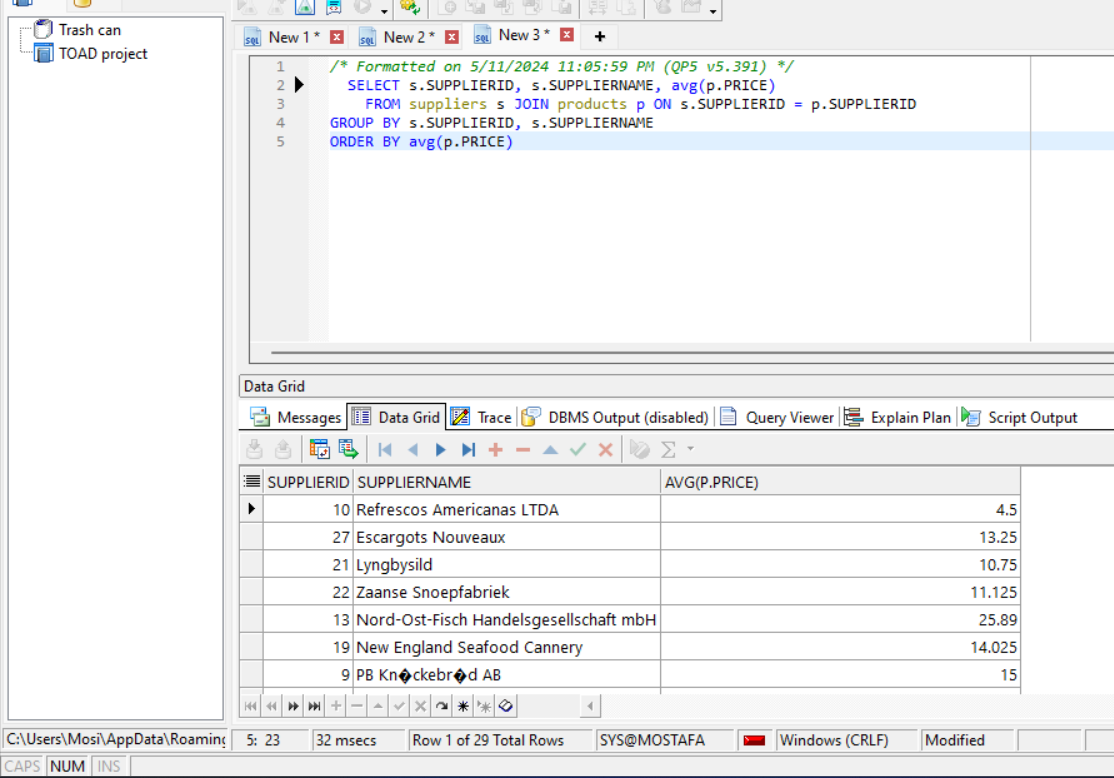 Trash can
TOAD project
New 1 *
New 2 *
New 3 *
+
1 /* Formatted on 5/11/2024 11:05:59 PM (QP5 v5.391) */
2 SELECT s.SUPPLIERID, s.SUPPLIERNAME, avg(p.PRICE)
3 FROM suppliers s JOIN products p ON s.SUPPLIERID = p.SUPPLIERID
4 GROUP BY s.SUPPLIERID, s.SUPPLIERNAME
5 ORDER BY avg(p.PRICE)
Data Grid
Messages Data Grid Trace DBMS Output (disabled) Query Viewer Explain Plan Script Output
SUPPLIERID SUPPLIERNAME AVG(P.PRICE)
10 Refrescos Americanas LTDA 4.5
27 Escargots Nouveaux 13.25
21 Lyngbysild 10.75
22 Zaanse Snoepfabriek 11.125
13 Nord-Ost-Fisch Handelsgesellschaft mbH 25.89
19 New England Seafood Cannery 14.025
9 PB Kn�ckebr�d AB 15
C:\Users\Mosi\AppData\Roaming 5: 23 32 msecs Row 1 of 29 Total Rows SYS@MOSTAFA Windows (CRLF) Modified
CAPS NUM INS